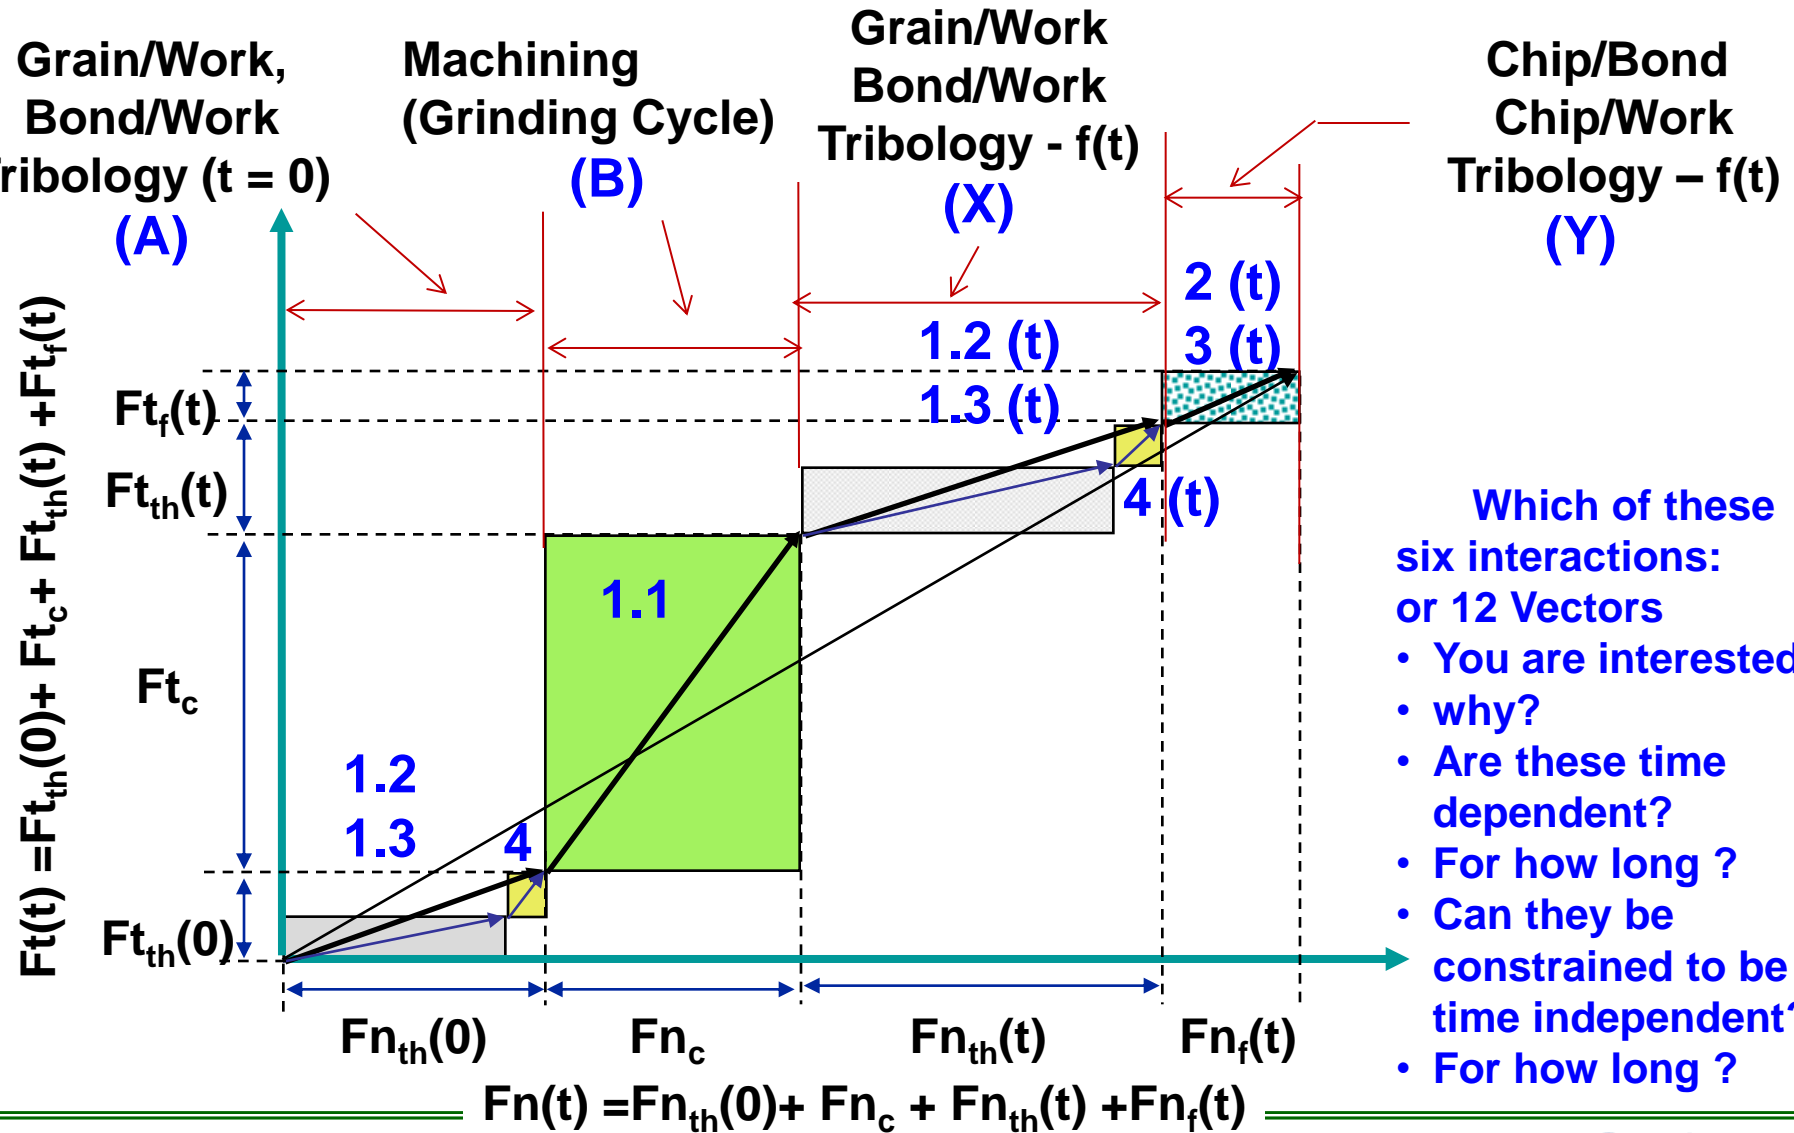 Grain/Work,
Bond/Work
Tribology (t = 0)
(A)
Machining
(Grinding Cycle)
(B)
Grain/Work
Bond/Work
Tribology - f(t)
(X)
Chip/Bond
Chip/Work
Tribology – f(t)
(Y)
2 (t)
3 (t)
1.2 (t)
1.3 (t)
4 (t)
1.1
1.2
1.3
4
Ft(t) =Ftth(0)+ Ftc+ Ftth(t) +Ftf(t)
Ftf(t)
Ftth(t)
Ftc
Ftth(0)
Fnth(0)
Fnc
Fnth(t)
Fnf(t)
Fn(t) =Fnth(0)+ Fnc + Fnth(t) +Fnf(t)
Which of these
six interactions:
or 12 Vectors
• You are interested
• why?
• Are these time
dependent?
• For how long ?
• Can they be
constrained to be
time independent?
• For how long ?